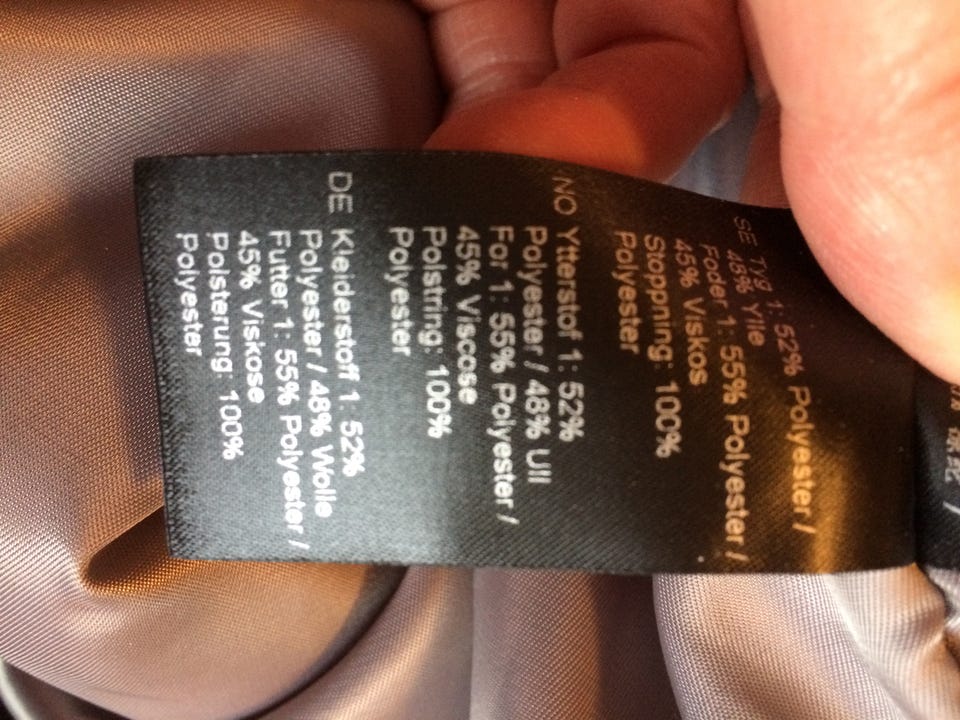 SE Tyg 1: 52% Polyester /
48% Ylle
Foder 1: 55% Polyester /
45% Viskos
Stoppning: 100%
Polyester
NO Ytterstof 1: 52%
Polyester / 48% Ull
For 1: 55% Polyester /
45% Viscose
Polstring: 100%
Polyester
DE Kleiderstoff 1: 52%
Polyester / 48% Wolle
Futter 1: 55% Polyester /
45% Viskose
Polsterung: 100%
Polyester